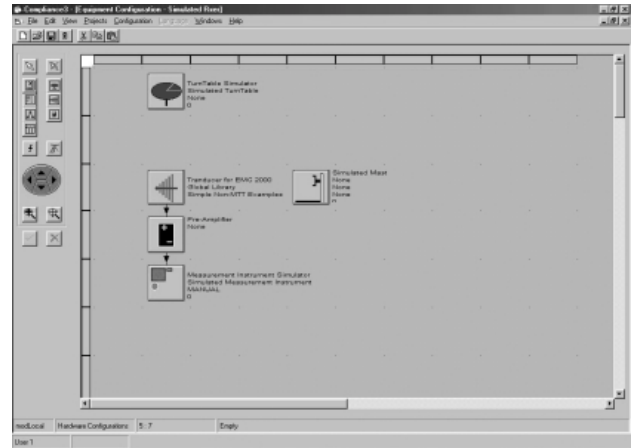 Compliance3 - [Equipment Configuration - Simulated Rxes]
File Edit View Projects Configuration Language Windows Help
TurnTable Simulator
Simulated TurnTable
None
0
Tranducer for EMC 2000
Global Library
Simple Non-MTT Examples
Simulated Mast
None
None
None
0
Pre-Amplifier
None
Measurement Instrument Simulator
Simulated Measurement Instrument
MANUAL
0
modLocal Hardware Configurations 5: 7 Empty
User 1